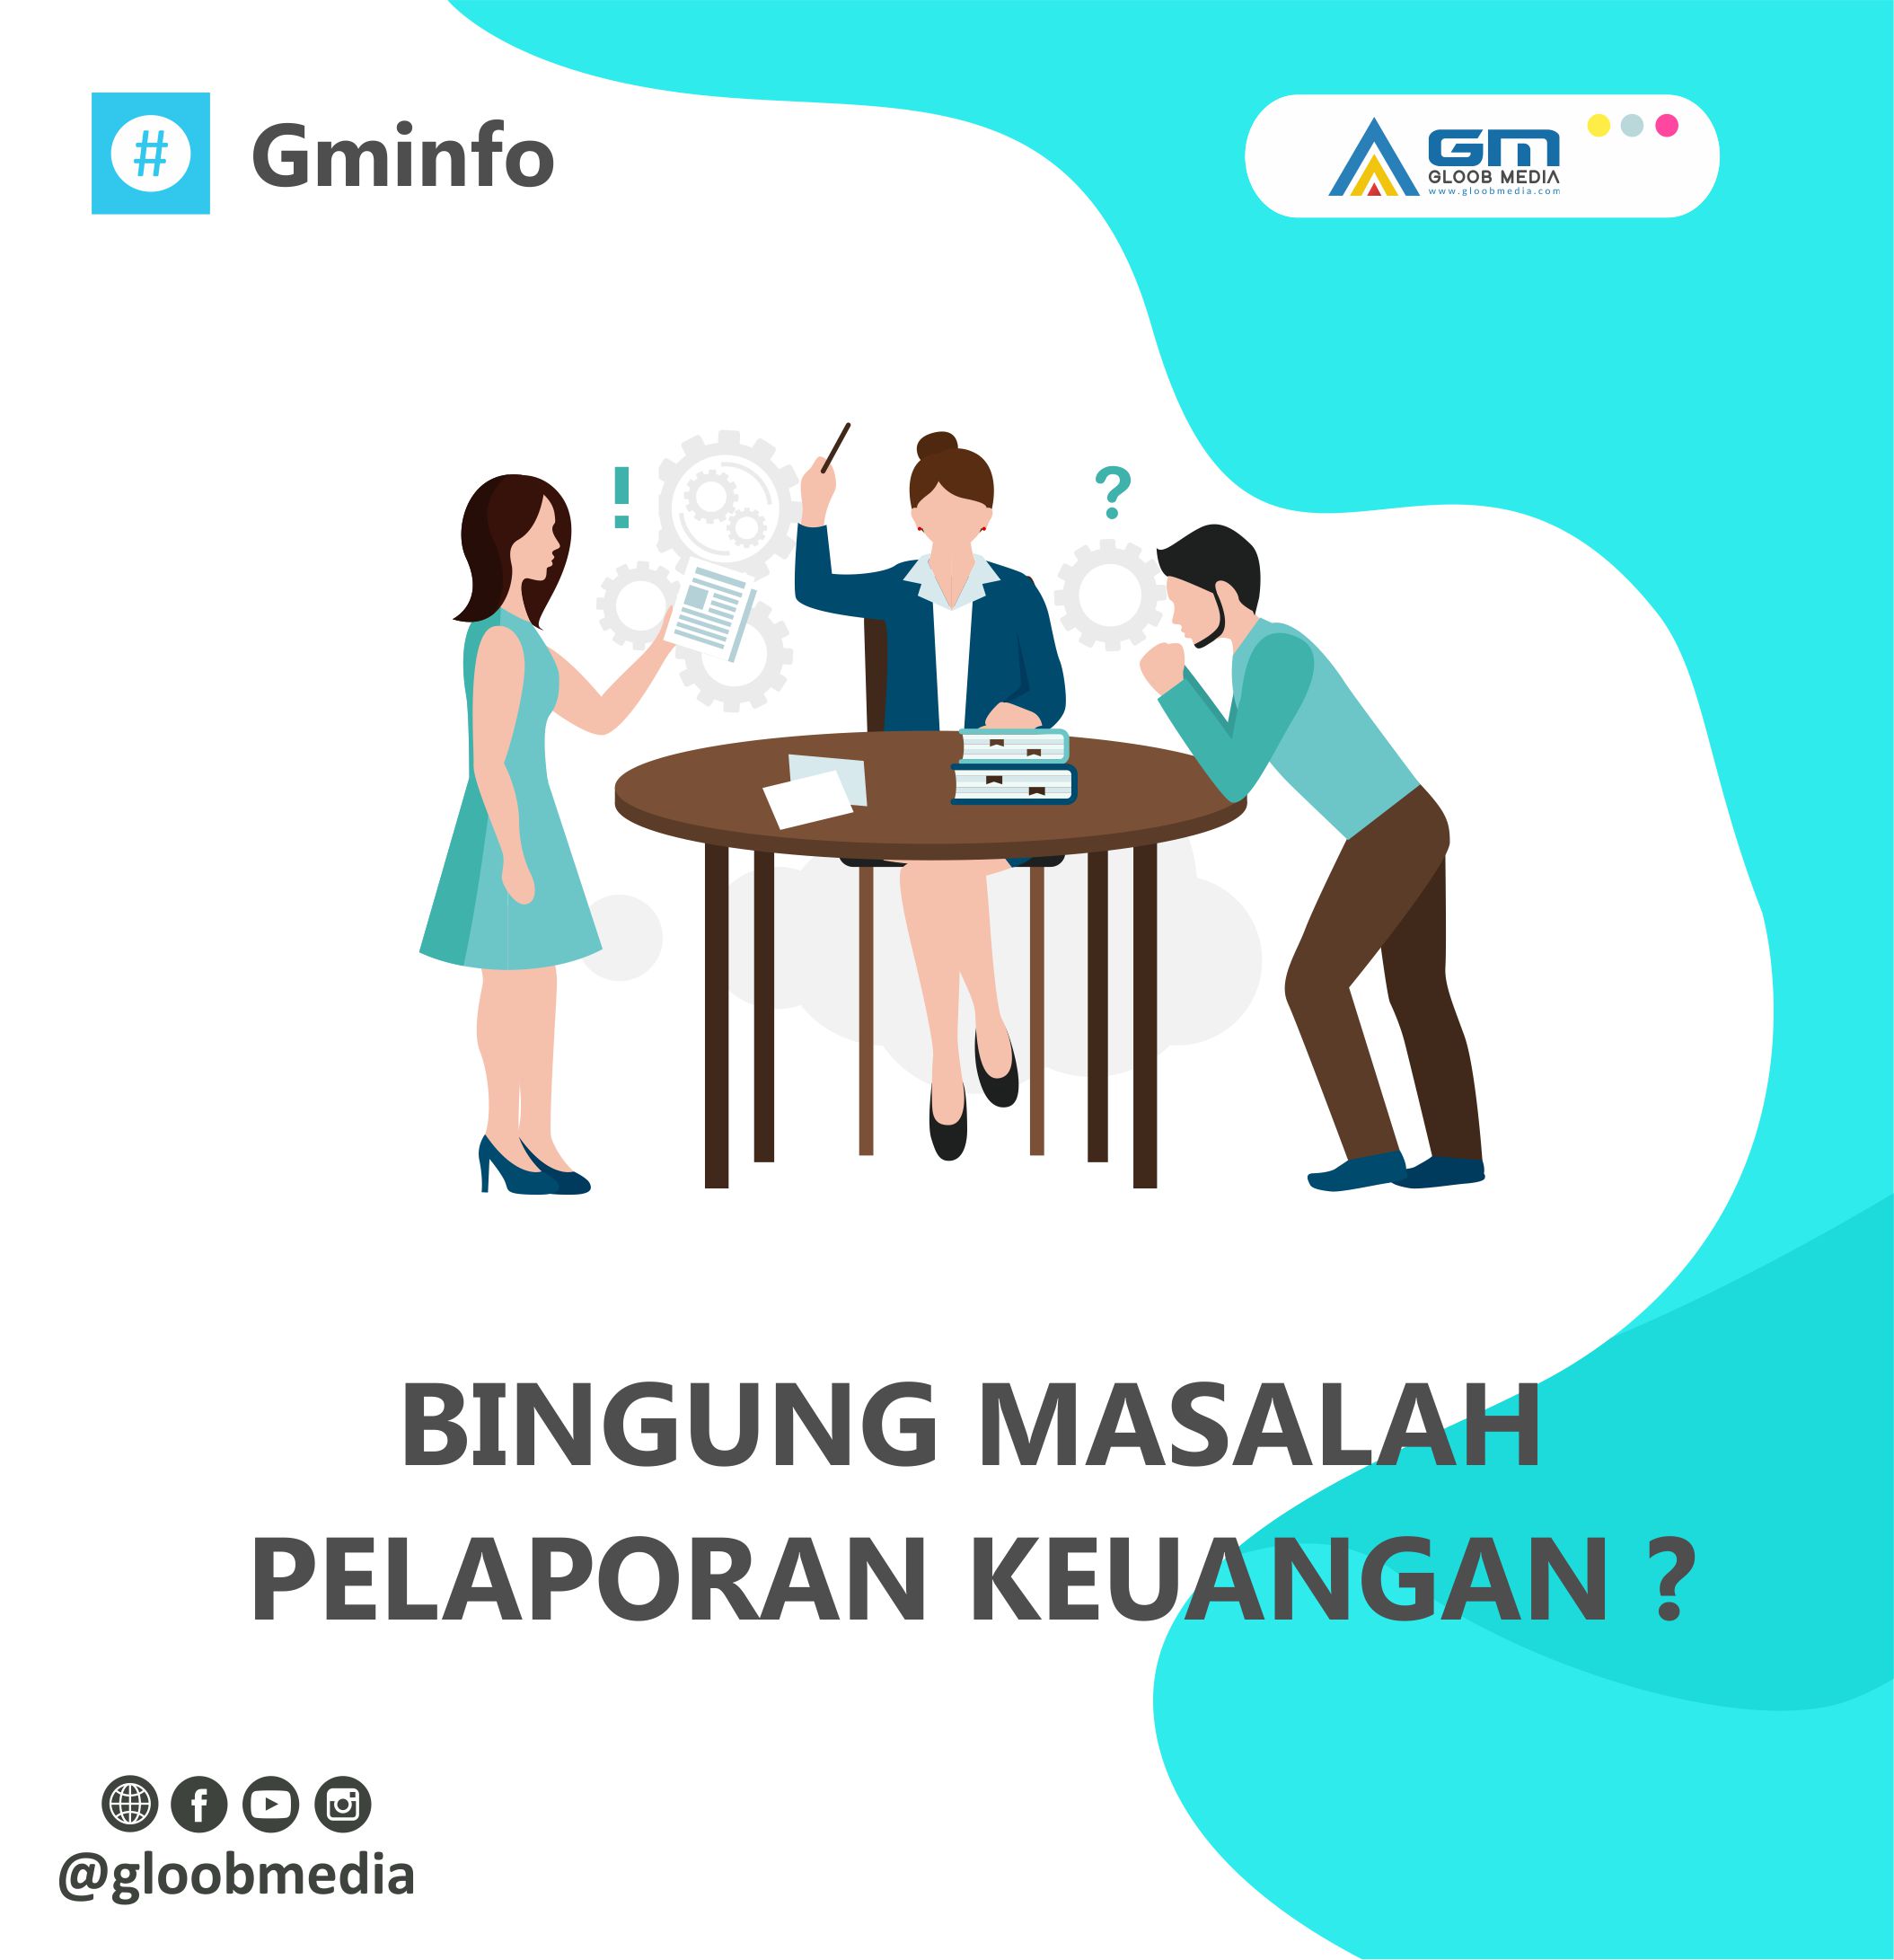 # Gminfo
GM
GLOOB MEDIA
www.gloobmedia.com
!
?
BINGUNG MASALAH
PELAPORAN KEUANGAN ?
f
@gloobmedia